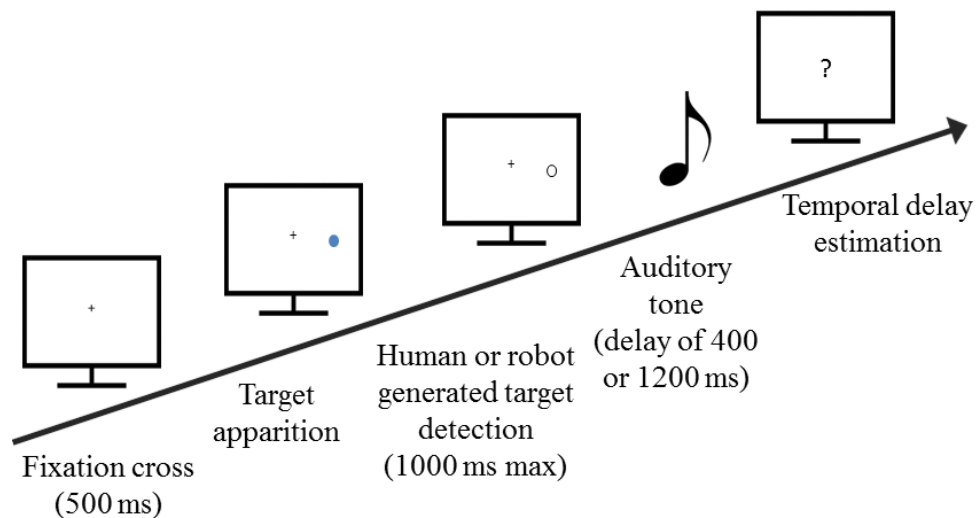 Fixation cross
(500 ms)
Target
apparition
Human or robot
generated target
detection
(1000 ms max)
Auditory
tone
(delay of 400
or 1200 ms)
?
Temporal delay
estimation